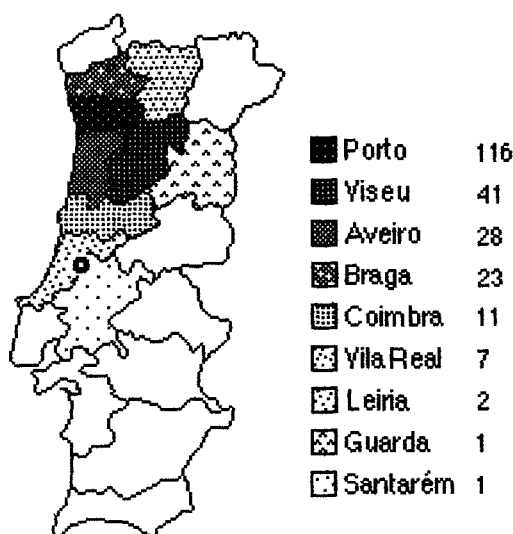 Porto 116
Viseu 41
Aveiro 28
Braga 23
Coimbra 11
Vila Real 7
Leiria 2
Guarda 1
Santarém 1